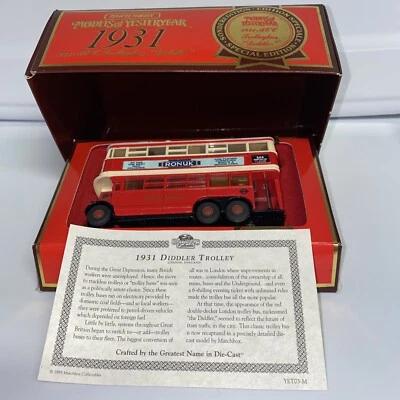 MODELS of YESTERYEAR
1931
SPECIAL EDITION
RONUK
1931 DIDDLER TROLLEY
During the Great Depression, many British
workers were unemployed. Hence, the move
to trackless trolleys or "trolley buses" was seen
as a politically astute choice. Since these
trolley buses ran on electricity provided by
domestic coal fields—and so local workers—
they were preferred to petrol-driven vehicles
which depended on foreign fuel.
Little by little, systems throughout Great
Britain began to switch to—or add—trolley
buses to their fleets. The biggest conversion of
all was in London where improvements in
routes, consolidation of the ownership of all
trams, buses and the Underground, and even
a 6-shilling evening ticket with unlimited rides
made the trolley bus all the more popular.
At that time, the appearance of the red
double-decker London trolley bus, nicknamed
"the Diddler," seemed to reflect the future of
tram traffic in the city. This classic trolley bus
is now recaptured in a precisely detailed die-
cast model by Matchbox.
Crafted by the Greatest Name in Die-Cast
© 1995 Matchbox Collectibles
YET03-M